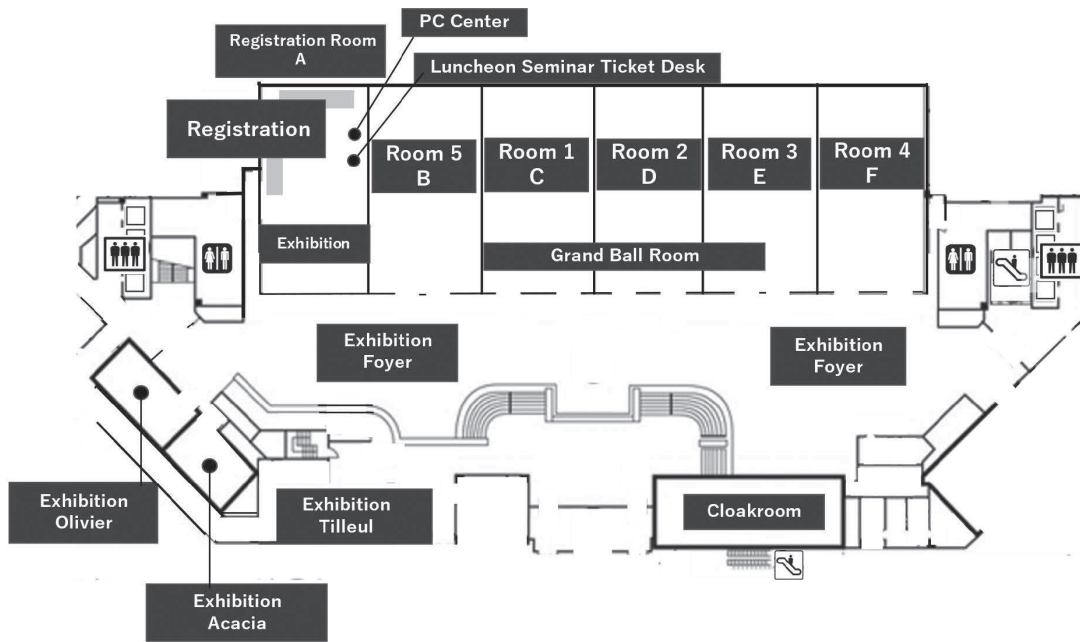 PC Center
Registration Room
A
Luncheon Seminar Ticket Desk
Registration
Room 5
B
Room 1
C
Room 2
D
Room 3
E
Room 4
F
Exhibition
Grand Ball Room
Exhibition
Foyer
Exhibition
Foyer
Exhibition
Olivier
Exhibition
Tilleul
Cloakroom
Exhibition
Acacia